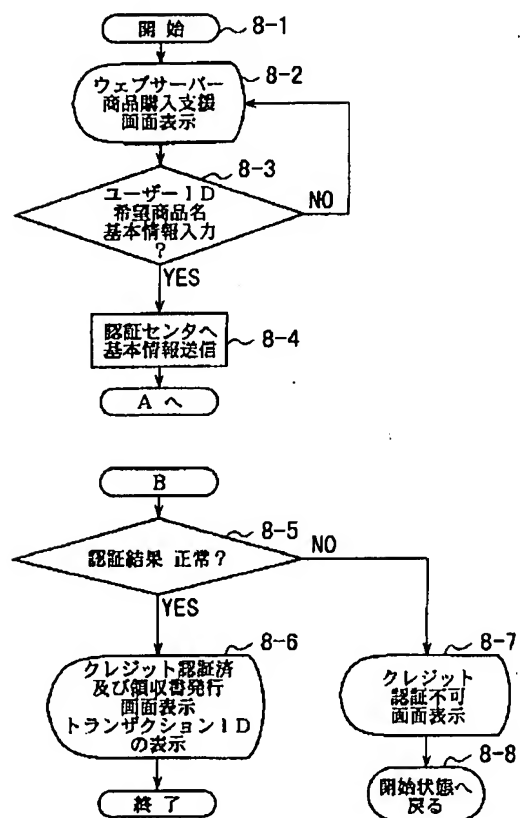 開始
8-1
8-2
ウェブサーバー
商品購入支援
画面表示
8-3
ユーザーID
希望商品名
基本情報入力
?
NO
YES
認証センタへ
基本情報送信
8-4
Aへ
B
8-5
認証結果 正常?
NO
YES
8-6
クレジット認証済
及び領収書発行
画面表示
トランザクションID
の表示
8-7
クレジット
認証不可
画面表示
8-8
終了
開始状態へ
戻る